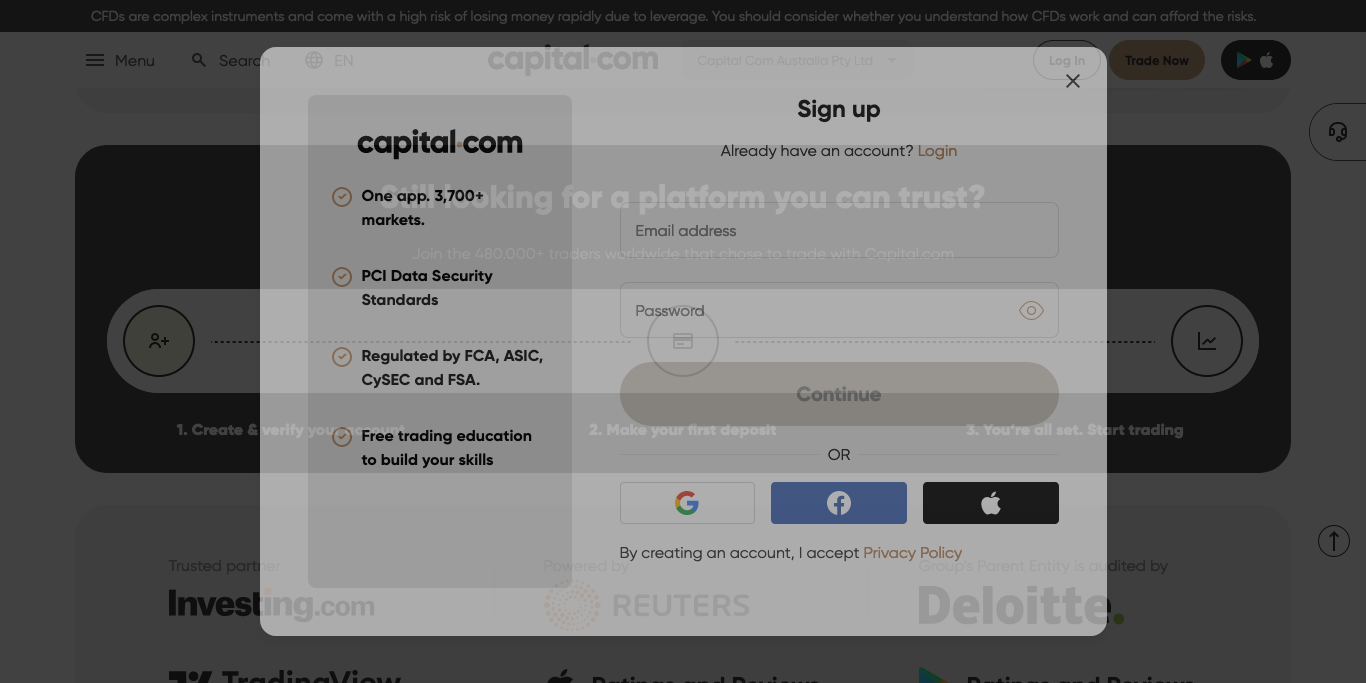 CFDs are complex instruments and come with a high risk of losing money rapidly due to leverage. You should consider whether you understand how CFDs work and can afford the risks.
Menu
Search
EN
capital.com
Capital Com Australia Pty Ltd
Log In
Trade Now
capital.com
One app. 3,700+
markets.
PCI Data Security
Standards
Regulated by FCA, ASIC,
CySEC and FSA.
Free trading education
to build your skills
Sign up
Already have an account? Login
Email address
Password
Continue
OR
By creating an account, I accept Privacy Policy
Still looking for a platform you can trust?
Join the 480.000+ traders worldwide that chose to trade with Capital.com
1. Create & verify your account
2. Make your first deposit
3. You're all set. Start trading
Trusted partner
Investing.com
Powered by
REUTERS
Group's Parent Entity is audited by
Deloitte.
TradingView
Ratings and Reviews
Ratings and Reviews